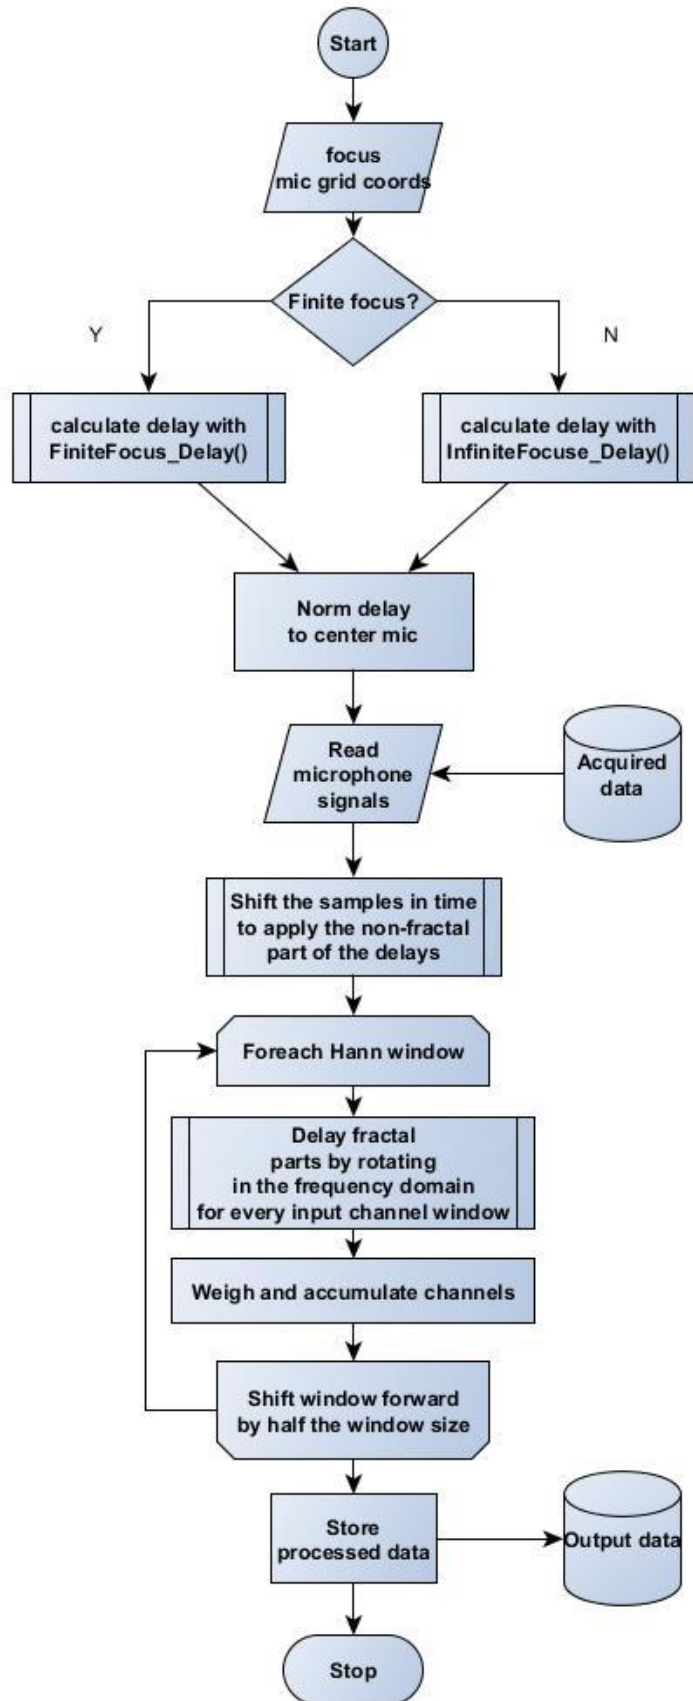 Start
focus
mic grid coords
Finite focus?
Y
N
calculate delay with
FiniteFocus_Delay()
calculate delay with
InfiniteFocuse_Delay()
Norm delay
to center mic
Read
microphone
signals
Acquired
data
Shift the samples in time
to apply the non-fractal
part of the delays
Foreach Hann window
Delay fractal
parts by rotating
in the frequency domain
for every input channel window
Weigh and accumulate channels
Shift window forward
by half the window size
Store
processed data
Output data
Stop